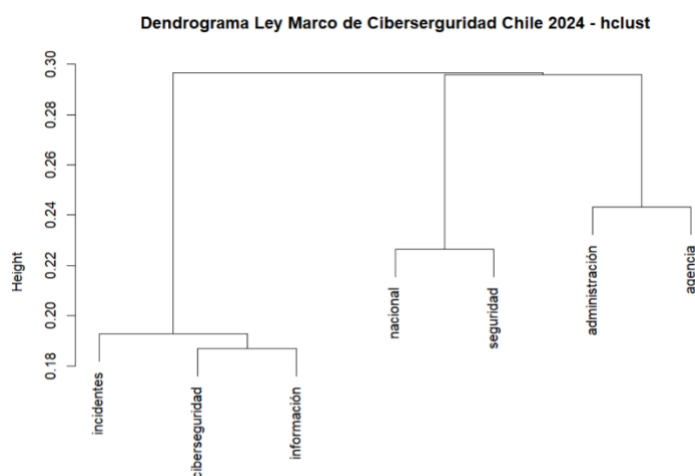 Dendrograma Ley Marco de Ciberserguridad Chile 2024 - hclust
Height
0.30
0.28
0.26
0.24
0.22
0.20
0.18
incidentes
ciberseguridad
información
nacional
seguridad
administración
agencia